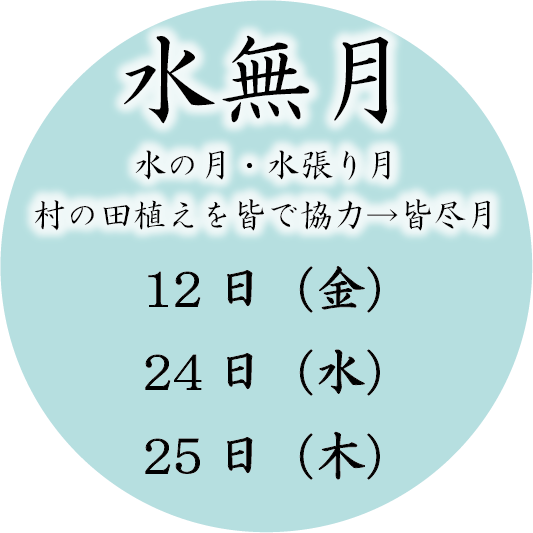 水無月
水の月・水張り月
村の田植えを皆で協力→皆尽月
12日（金）
24日（水）
25日（木）